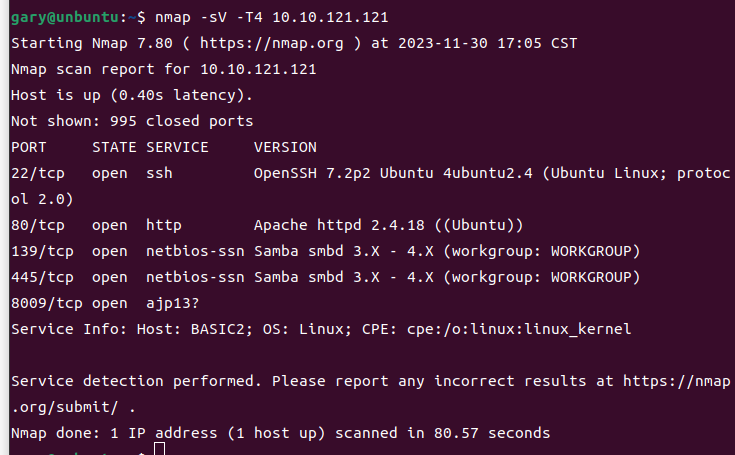 gary@unbuntu:~$ nmap -sV -T4 10.10.121.121
Starting Nmap 7.80 ( https://nmap.org ) at 2023-11-30 17:05 CST
Nmap scan report for 10.10.121.121
Host is up (0.40s latency).
Not shown: 995 closed ports
PORT     STATE SERVICE     VERSION
22/tcp   open  ssh         OpenSSH 7.2p2 Ubuntu 4ubuntu2.4 (Ubuntu Linux; protoc
ol 2.0)
80/tcp   open  http        Apache httpd 2.4.18 ((Ubuntu))
139/tcp  open  netbios-ssn Samba smbd 3.X - 4.X (workgroup: WORKGROUP)
445/tcp  open  netbios-ssn Samba smbd 3.X - 4.X (workgroup: WORKGROUP)
8009/tcp open  ajp13?
Service Info: Host: BASIC2; OS: Linux; CPE: cpe:/o:linux:linux_kernel

Service detection performed. Please report any incorrect results at https://nmap
.org/submit/ .
Nmap done: 1 IP address (1 host up) scanned in 80.57 seconds